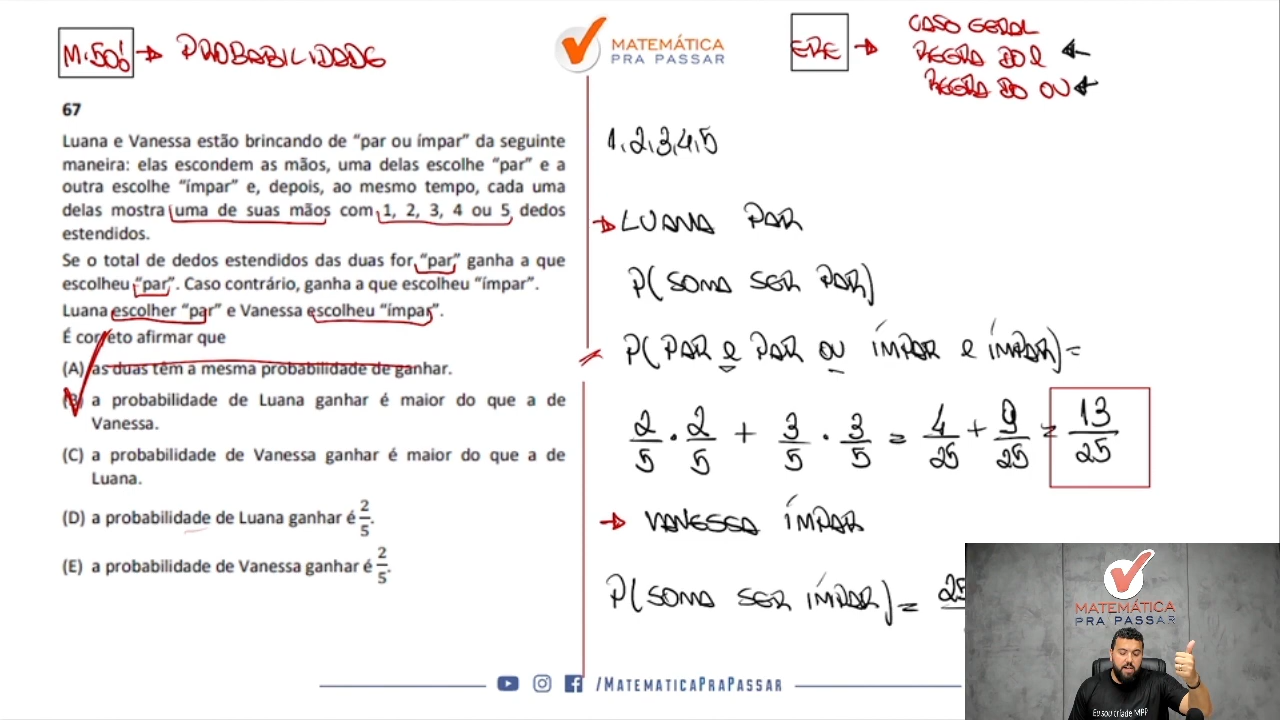 M.50'
PROBABILIDADE
MATEMÁTICA
PRA PASSAR
ERE
CASO GERAL
REGRA DO E
REGRA DO OU
67
Luana e Vanessa estão brincando de “par ou ímpar” da seguinte
maneira: elas escondem as mãos, uma delas escolhe “par” e a
outra escolhe “ímpar” e, depois, ao mesmo tempo, cada uma
delas mostra uma de suas mãos com 1, 2, 3, 4 ou 5 dedos
estendidos.
Se o total de dedos estendidos das duas for “par” ganha a que
escolheu “par”. Caso contrário, ganha a que escolheu “ímpar”.
Luana escolher “par” e Vanessa escolheu “ímpar”.
É correto afirmar que
(A) as duas têm a mesma probabilidade de ganhar.
(B) a probabilidade de Luana ganhar é maior do que a de
Vanessa.
(C) a probabilidade de Vanessa ganhar é maior do que a de
Luana.
(D) a probabilidade de Luana ganhar é 2/5.
(E) a probabilidade de Vanessa ganhar é 2/5.
1,2,3,4,5
LUANA PAR
P(SOMA SER PAR)
= P(PAR e PAR OU ÍMPAR e ÍMPAR) =
2/5 . 2/5 + 3/5 . 3/5 = 4/25 + 9/25 = 13/25
VANESSA ÍMPAR
P(SOMA SER ÍMPAR) = 25
MATEMÁTICA
PRA PASSAR
Eu sou cria de MPP
/MATEMATICAPRAPASSAR